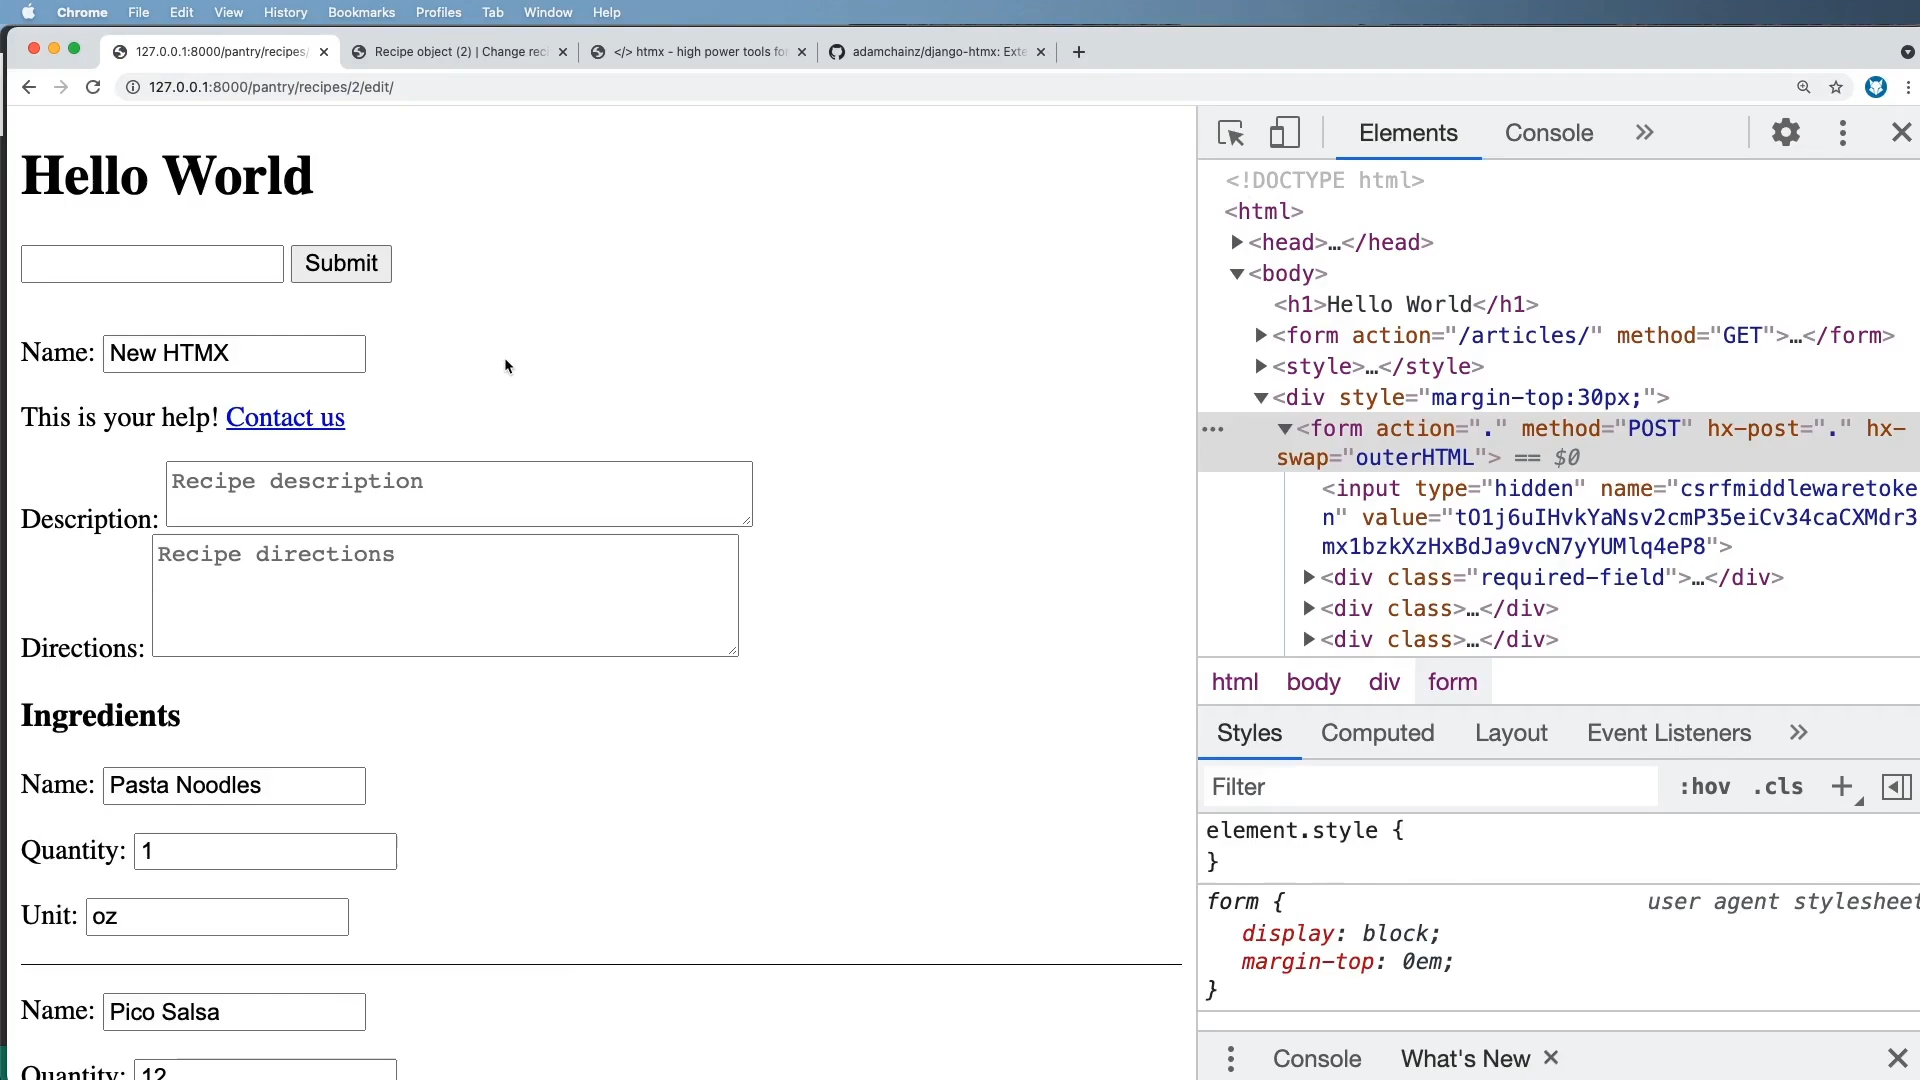 Chrome File Edit View History Bookmarks Profiles Tab Window Help
127.0.0.1:8000/pantry/recipes/
Recipe object (2) | Change reci
</> htmx - high power tools for
adamchainz/django-htmx: Exte
127.0.0.1:8000/pantry/recipes/2/edit/
Hello World
Submit
Name: New HTMX
This is your help! Contact us
Recipe description
Description:
Recipe directions
Directions:
Ingredients
Name: Pasta Noodles
Quantity: 1
Unit: oz
Name: Pico Salsa
Quantity: 12
Elements Console
<!DOCTYPE html>
<html>
<head>…</head>
<body>
<h1>Hello World</h1>
<form action="/articles/" method="GET">…</form>
<style>…</style>
<div style="margin-top:30px;">
<form action="." method="POST" hx-post="." hx-
swap="outerHTML"> == $0
<input type="hidden" name="csrfmiddlewaretoke
n" value="tO1j6uIHvkYaNsv2cmP35eiCv34caCXMdr3
mx1bzkXzHxBdJa9vcN7yYUMlq4eP8">
<div class="required-field">…</div>
<div class>…</div>
<div class>…</div>
html body div form
Styles Computed Layout Event Listeners
Filter :hov .cls
element.style {
}
form { user agent stylesheet
display: block;
margin-top: 0em;
}
Console What's New